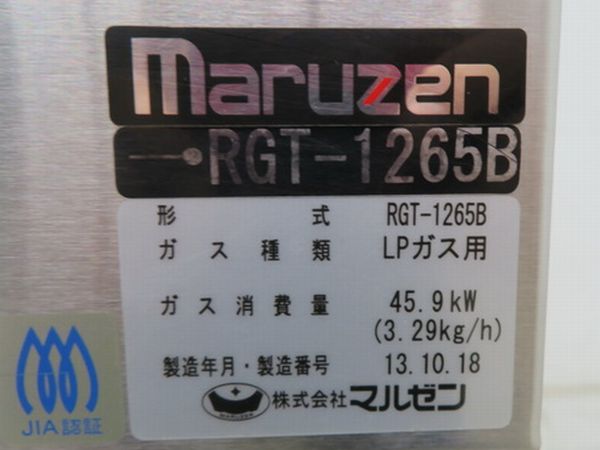 maruzen
RGT-1265B
形 式 RGT-1265B
ガス種類 LPガス用
ガス消費量 45.9kW
(3.29kg/h)
製造年月・製造番号 13.10.18
MARUZEN 株式会社マルゼン
JIA認証